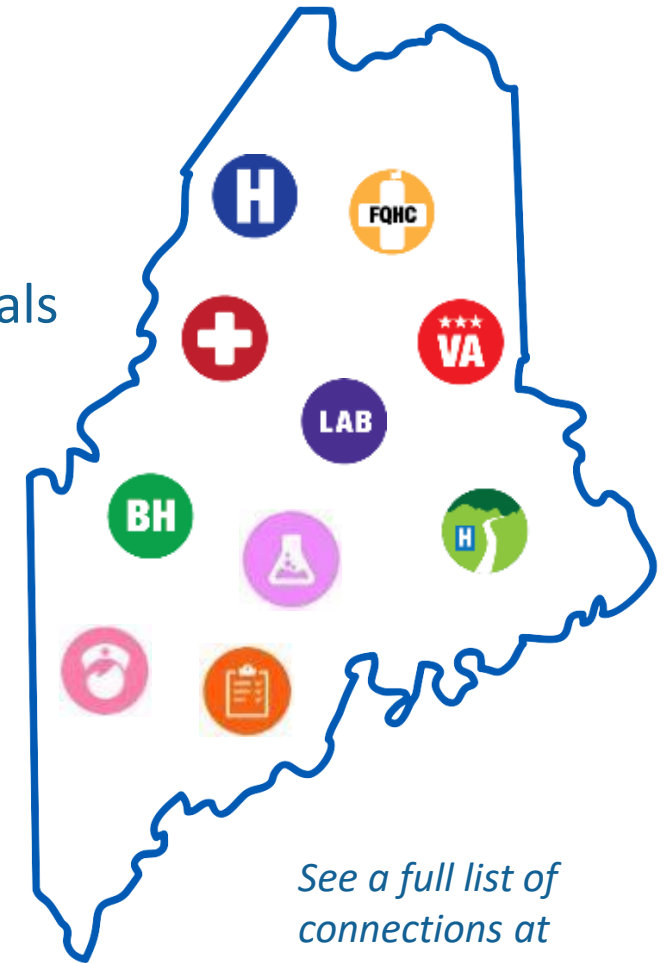 H
FQHC
als
VA
LAB
BH
H
See a full list of
connections at